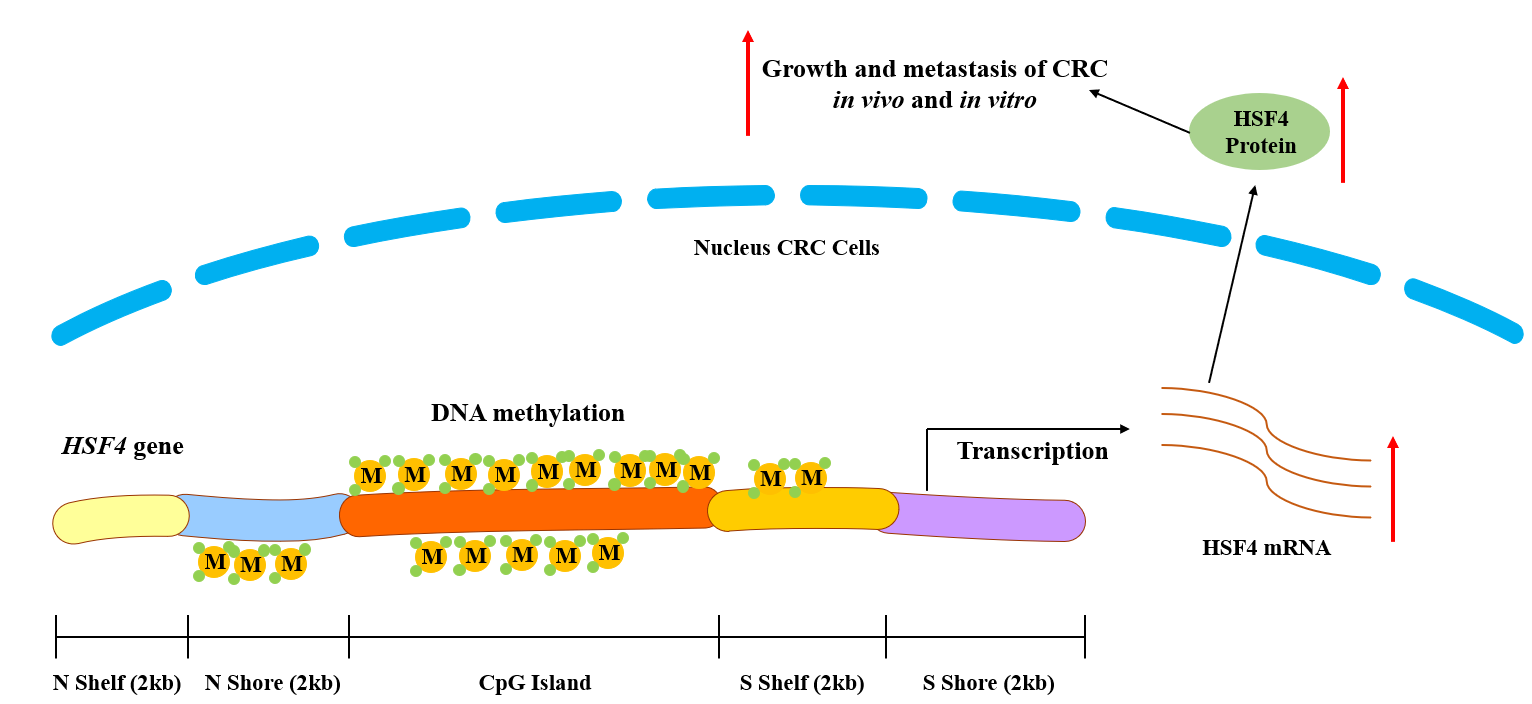 Growth and metastasis of CRC
in vivo and in vitro
HSF4
Protein
Nucleus CRC Cells
DNA methylation
HSF4 gene
Transcription
M M M M M M M M M M M
M M M M M M M M
HSF4 mRNA
N Shelf (2kb) N Shore (2kb) CpG Island S Shelf (2kb) S Shore (2kb)